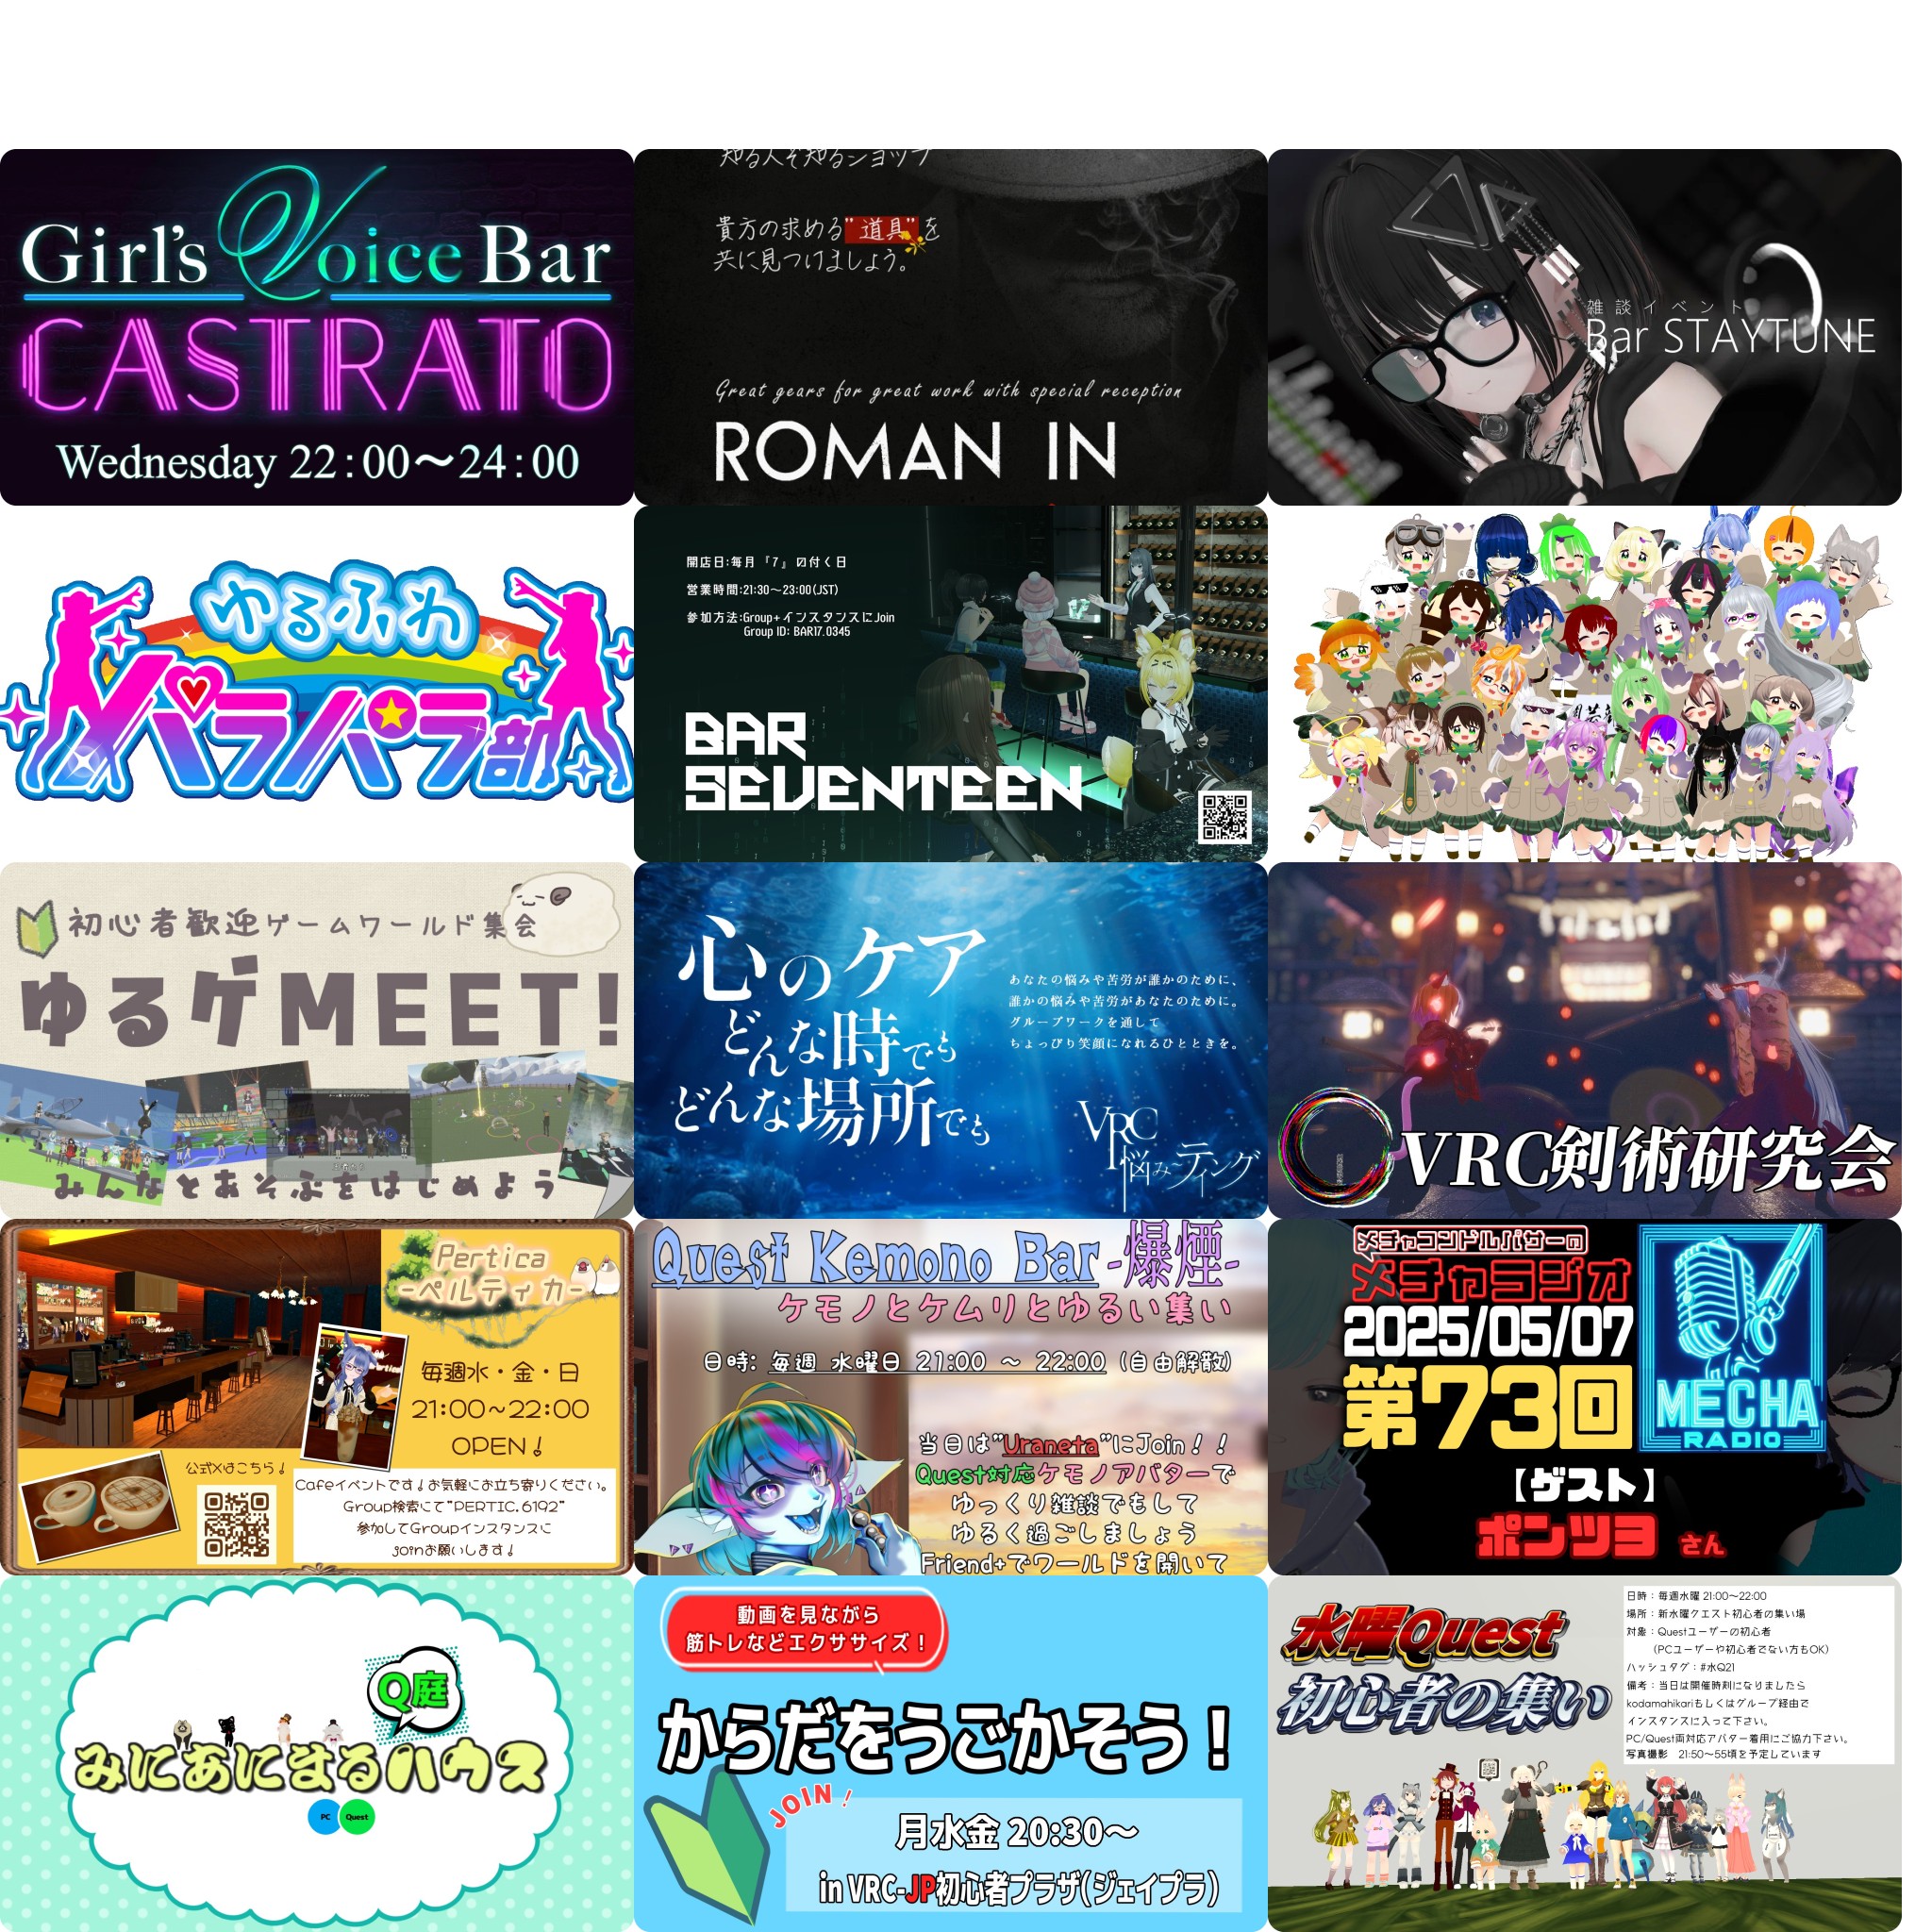 Girl's Voice Bar
CASTRATO
Wednesday 22:00〜24:00
知る人ぞ知るショップ
貴方の求める"道具"を
共に見つけましょう。
Great gears for great work with special reception
ROMAN IN
雑談イベント
Bar STAYTUNE
ゆるふわ
パラパラ部
開店日:毎月『7』の付く日
営業時間:21:30〜23:00(JST)
参加方法:Group+インスタンスにJoin
Group ID: BAR17.0345
BAR
SEVENTEEN
初心者歓迎ゲームワールド集会
ゆるゲMEET!
みんなとあそぶをはじめよう
心のケア
どんな時でも
どんな場所でも
あなたの悩みや苦労が誰かのために、
誰かの悩みや苦労があなたのために。
グループワークを通して
ちょっぴり笑顔になれるひとときを。
VRC
悩みーティング
VRC剣術研究会
Pertica
-ペルティカ-
毎週水・金・日
21:00~22:00
OPEN!
公式Xはこちら!
Cafeイベントです!お気軽にお立ち寄りください。
Group検索にて"PERTIC.6192"
参加してGroupインスタンスに
joinお願いします!
Quest Kemono Bar -爆煙-
ケモノとケムリとゆるい集い
日時: 毎週 水曜日 21:00 ~ 22:00 (自由解散)
当日は"Uraneta"にJoin!!
Quest対応ケモノアバターで
ゆっくり雑談でもして
ゆるく過ごしましょう
Friend+でワールドを開いて
メチャコンドルパサーの
メチャラジオ
2025/05/07
第73回
MECHA
RADIO
【ゲスト】
ポンツヨ さん
Q庭
みにあにまるハウス
PC Quest
動画を見ながら
筋トレなどエクササイズ!
からだをうごかそう!
JOIN!
月水金 20:30〜
in VRC-JP初心者プラザ(ジェイプラ)
水曜Quest
初心者の集い
日時:毎週水曜 21:00〜22:00
場所:新水曜クエスト初心者の集い場
対象:Questユーザーの初心者
(PCユーザーや初心者でない方もOK)
ハッシュタグ:#水Q21
備考:当日は開催時刻になりましたら
kodamahikariもしくはグループ経由で
インスタンスに入って下さい。
PC/Quest両対応アバター着用にご協力下さい。
写真撮影 21:50〜55頃を予定しています